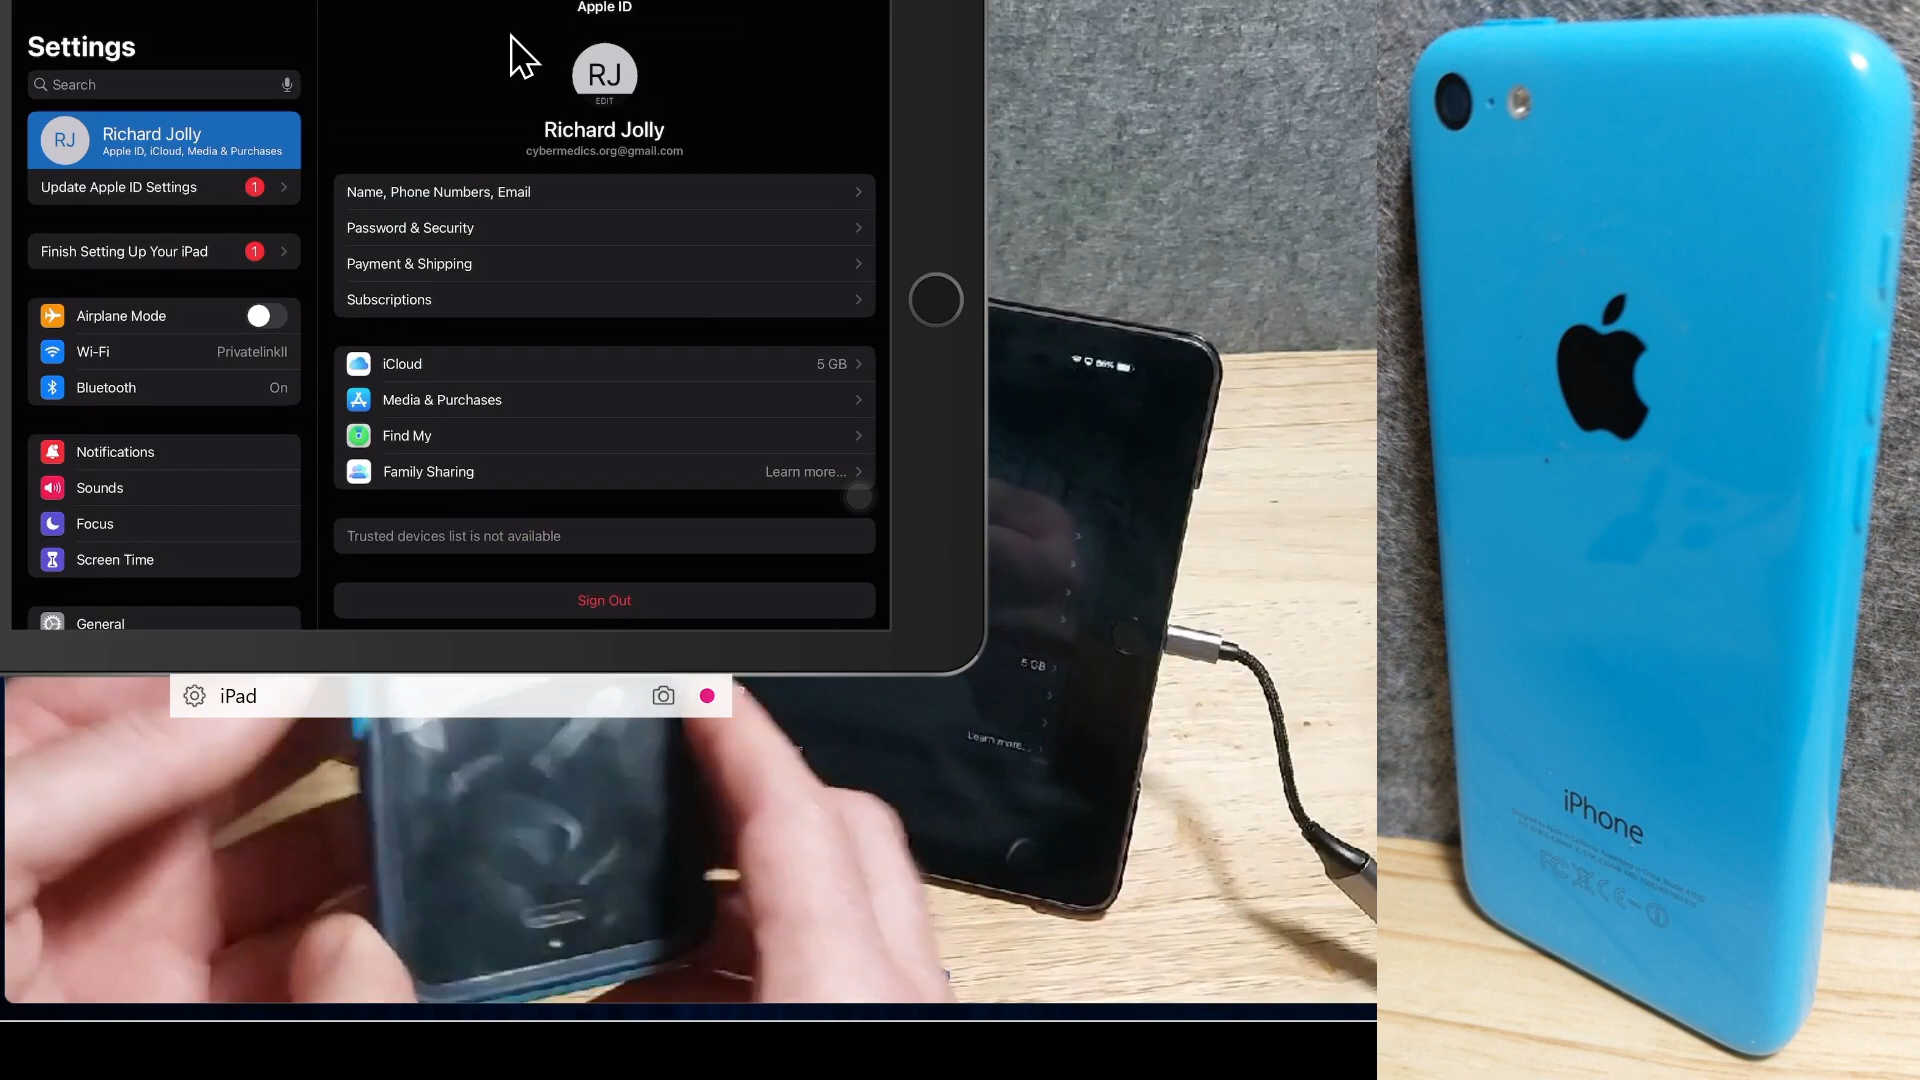 Settings
Search
RJ
Richard Jolly
Apple ID, iCloud, Media & Purchases
Update Apple ID Settings
1
Finish Setting Up Your iPad
1
Airplane Mode
Wi-Fi
PrivatelinkII
Bluetooth
On
Notifications
Sounds
Focus
Screen Time
General
Apple ID
RJ
EDIT
Richard Jolly
cybermedics.org@gmail.com
Name, Phone Numbers, Email
Password & Security
Payment & Shipping
Subscriptions
iCloud
5 GB
Media & Purchases
Find My
Family Sharing
Learn more...
Trusted devices list is not available
Sign Out
iPad
5 GB
Learn more...
iPhone